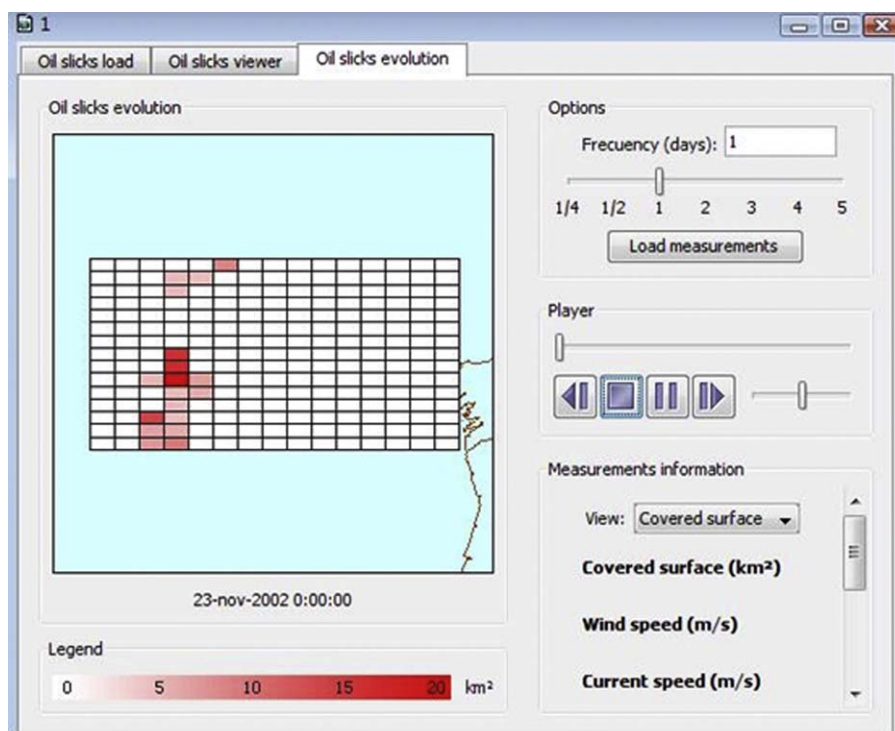 1
Oil slicks load Oil slicks viewer Oil slicks evolution
Oil slicks evolution
23-nov-2002 0:00:00
Legend
0 5 10 15 20 km²
Options
Frecuency (days): 1
1/4 1/2 1 2 3 4 5
Load measurements
Player
Measurements information
View: Covered surface
Covered surface (km²)
Wind speed (m/s)
Current speed (m/s)